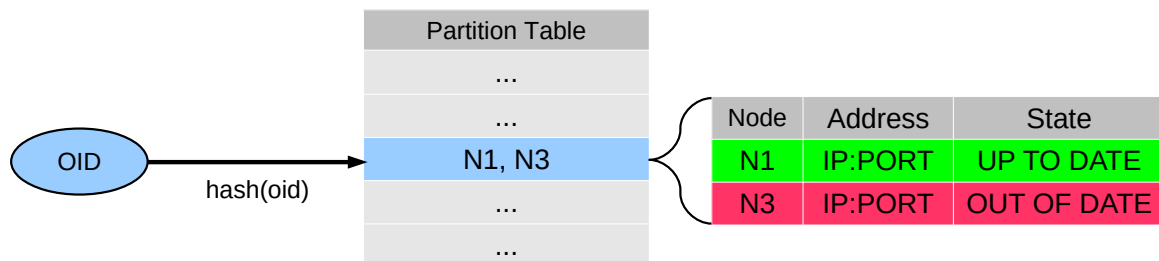 Partition Table
...
...
OID
hash(oid)
N1, N3
...
...
Node Address State
N1 IP:PORT UP TO DATE
N3 IP:PORT OUT OF DATE